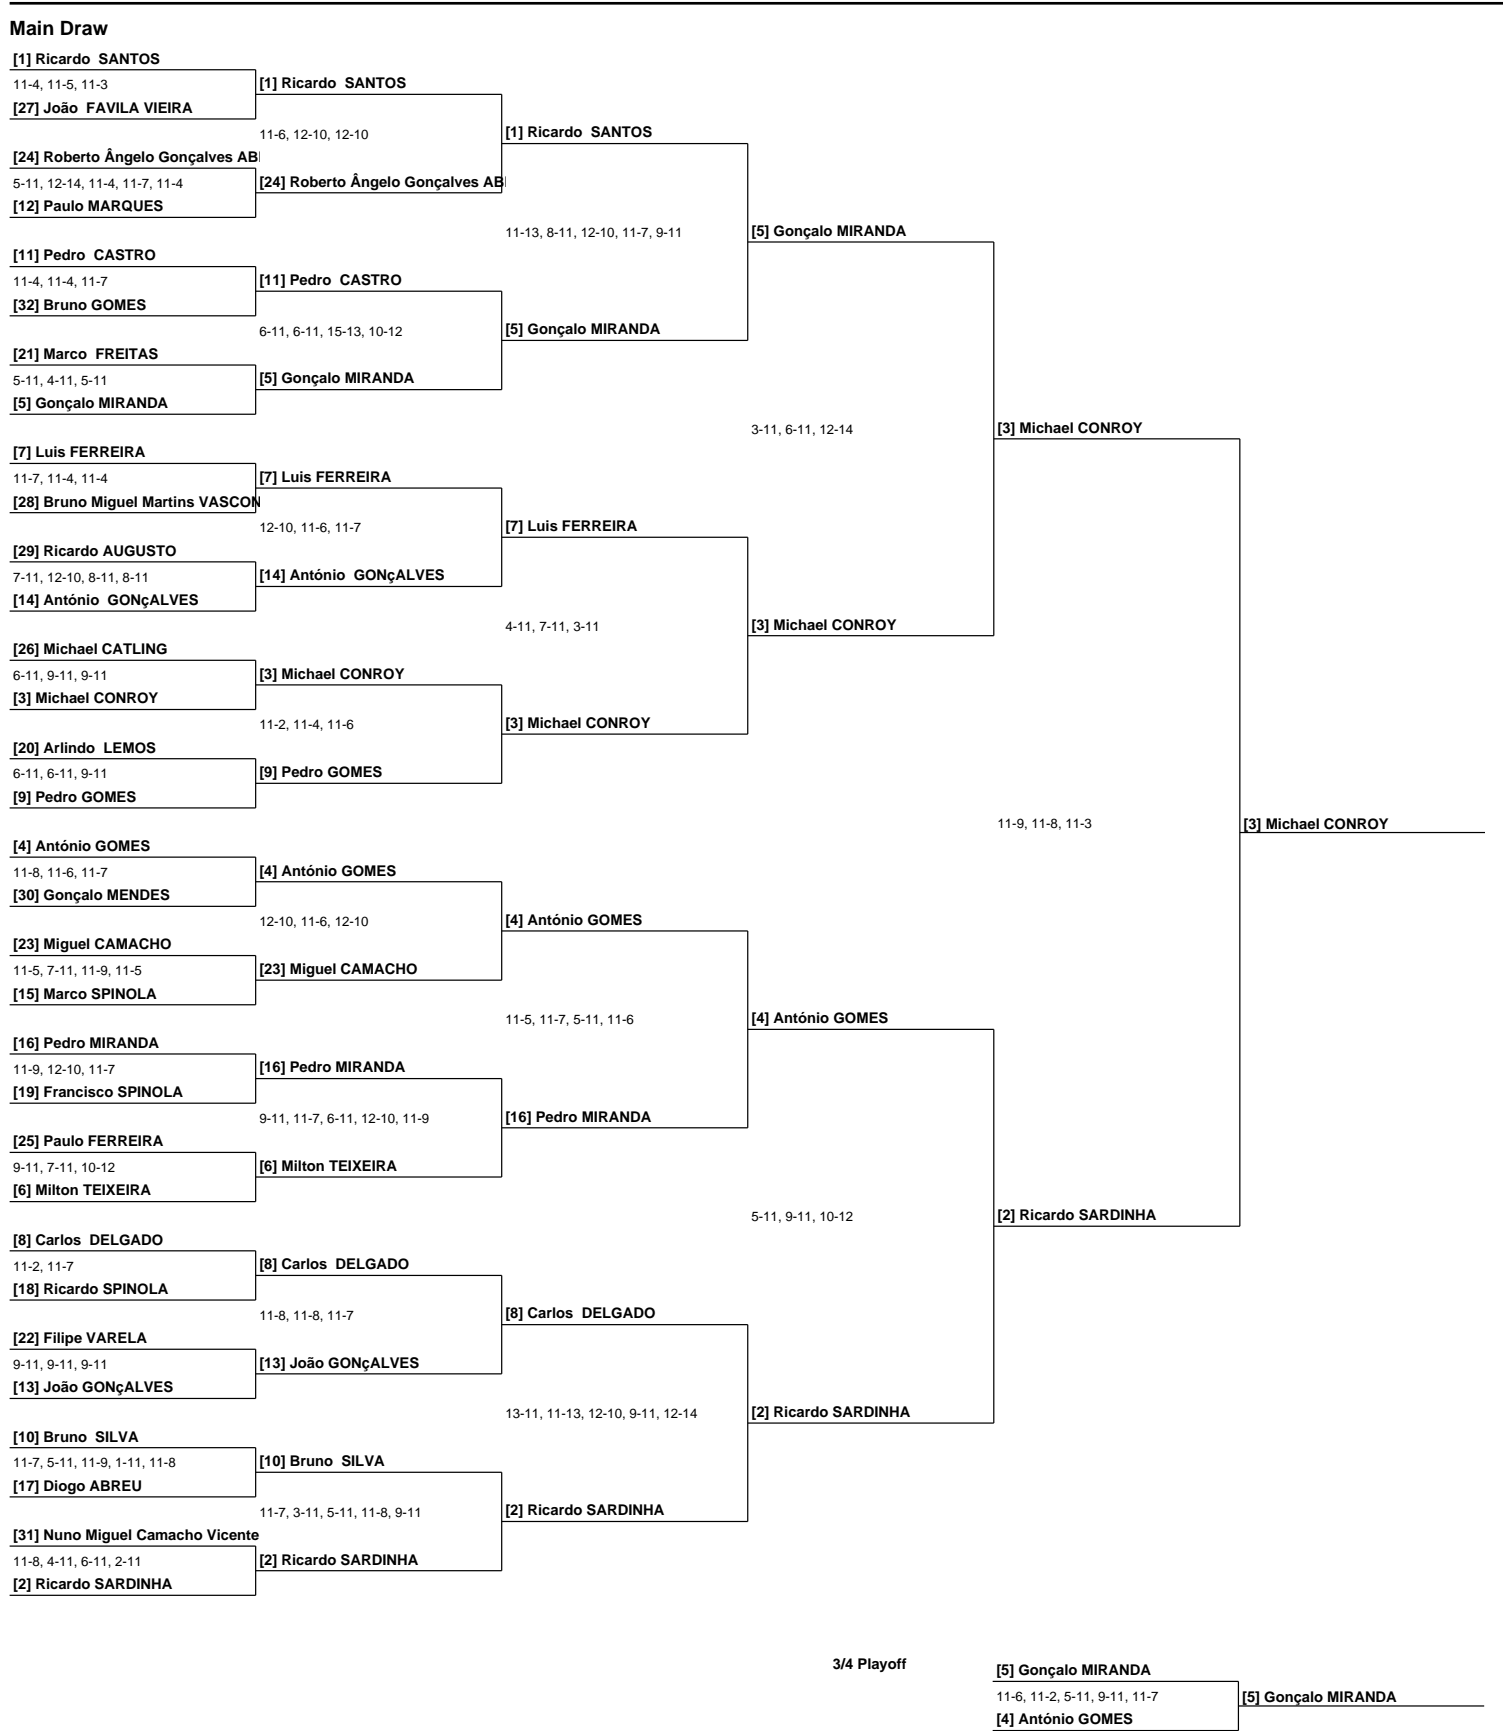 Main Draw
[1] Ricardo SANTOS
11-4, 11-5, 11-3
[27] João FAVILA VIEIRA
[24] Roberto Ângelo Gonçalves AB
5-11, 12-14, 11-4, 11-7, 11-4
[12] Paulo MARQUES
[11] Pedro CASTRO
11-4, 11-4, 11-7
[32] Bruno GOMES
[21] Marco FREITAS
5-11, 4-11, 5-11
[5] Gonçalo MIRANDA
[7] Luis FERREIRA
11-7, 11-4, 11-4
[28] Bruno Miguel Martins VASCON
[29] Ricardo AUGUSTO
7-11, 12-10, 8-11, 8-11
[14] António GONçALVES
[26] Michael CATLING
6-11, 9-11, 9-11
[3] Michael CONROY
[20] Arlindo LEMOS
6-11, 6-11, 9-11
[9] Pedro GOMES
[4] António GOMES
11-8, 11-6, 11-7
[30] Gonçalo MENDES
[23] Miguel CAMACHO
11-5, 7-11, 11-9, 11-5
[15] Marco SPINOLA
[16] Pedro MIRANDA
11-9, 12-10, 11-7
[19] Francisco SPINOLA
[25] Paulo FERREIRA
9-11, 7-11, 10-12
[6] Milton TEIXEIRA
[8] Carlos DELGADO
11-2, 11-7
[18] Ricardo SPINOLA
[22] Filipe VARELA
9-11, 9-11, 9-11
[13] João GONçALVES
[10] Bruno SILVA
11-7, 5-11, 11-9, 1-11, 11-8
[17] Diogo ABREU
[31] Nuno Miguel Camacho Vicente
11-8, 4-11, 6-11, 2-11
[2] Ricardo SARDINHA
[1] Ricardo SANTOS
11-6, 12-10, 12-10
[24] Roberto Ângelo Gonçalves AB
[11] Pedro CASTRO
6-11, 6-11, 15-13, 10-12
[5] Gonçalo MIRANDA
[7] Luis FERREIRA
12-10, 11-6, 11-7
[14] António GONçALVES
[3] Michael CONROY
11-2, 11-4, 11-6
[9] Pedro GOMES
[4] António GOMES
12-10, 11-6, 12-10
[23] Miguel CAMACHO
[16] Pedro MIRANDA
9-11, 11-7, 6-11, 12-10, 11-9
[6] Milton TEIXEIRA
[8] Carlos DELGADO
11-8, 11-8, 11-7
[13] João GONçALVES
[10] Bruno SILVA
11-7, 3-11, 5-11, 11-8, 9-11
[2] Ricardo SARDINHA
[1] Ricardo SANTOS
11-13, 8-11, 12-10, 11-7, 9-11
[5] Gonçalo MIRANDA
[7] Luis FERREIRA
4-11, 7-11, 3-11
[3] Michael CONROY
[4] António GOMES
11-5, 11-7, 5-11, 11-6
[16] Pedro MIRANDA
[8] Carlos DELGADO
13-11, 11-13, 12-10, 9-11, 12-14
[2] Ricardo SARDINHA
[5] Gonçalo MIRANDA
3-11, 6-11, 12-14
[3] Michael CONROY
[4] António GOMES
5-11, 9-11, 10-12
[2] Ricardo SARDINHA
[3] Michael CONROY
11-9, 11-8, 11-3
[2] Ricardo SARDINHA
[3] Michael CONROY
3/4 Playoff
[5] Gonçalo MIRANDA
11-6, 11-2, 5-11, 9-11, 11-7
[4] António GOMES
[5] Gonçalo MIRANDA